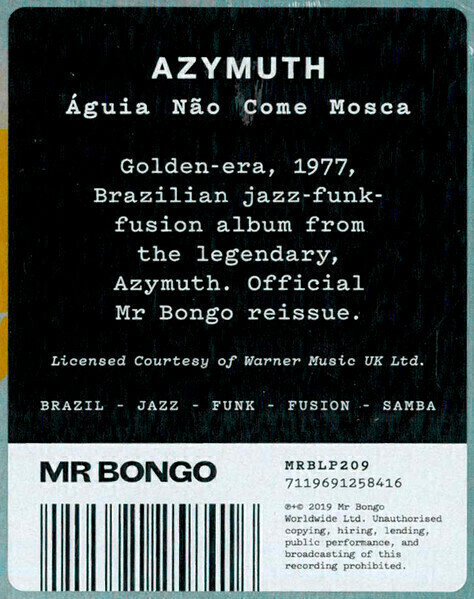 AZYMUTH
Águia Não Come Mosca
Golden-era, 1977,
Brazilian jazz-funk-
fusion album from
the legendary,
Azymuth. Official
Mr Bongo reissue.
Licensed Courtesy of Warner Music UK Ltd.
BRAZIL - JAZZ - FUNK - FUSION - SAMBA
MR BONGO
MRBLP209
7119691258416
℗+© 2019 Mr Bongo
Worldwide Ltd. Unauthorised
copying, hiring, lending,
public performance, and
broadcasting of this
recording prohibited.